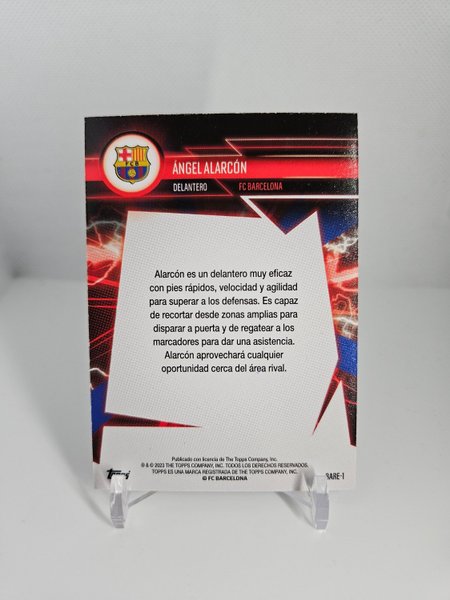 FCB
ÁNGEL ALARCÓN
DELANTERO FC BARCELONA
Alarcón es un delantero muy eficaz
con pies rápidos, velocidad y agilidad
para superar a los defensas. Es capaz
de recortar desde zonas amplias para
disparar a puerta y de regatear a los
marcadores para dar una asistencia.
Alarcón aprovechará cualquier
oportunidad cerca del área rival.
Publicado con licencia de The Topps Company, Inc.
® & © 2023 THE TOPPS COMPANY, INC. TODOS LOS DERECHOS RESERVADOS.
TOPPS ES UNA MARCA REGISTRADA DE THE TOPPS COMPANY, INC.
© FC BARCELONA
Topps